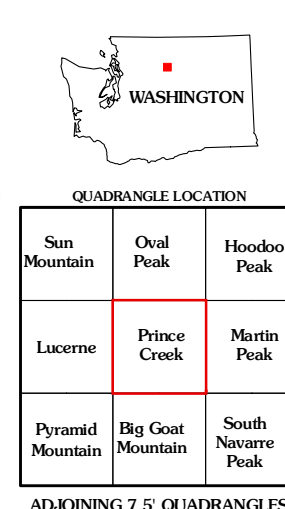 WASHINGTON
QUADRANGLE LOCATION
Sun Mountain
Oval Peak
Hoodoo Peak
Lucerne
Prince Creek
Martin Peak
Pyramid Mountain
Big Goat Mountain
South Navarre Peak
ADJOINING 7.5' QUADRANGLES